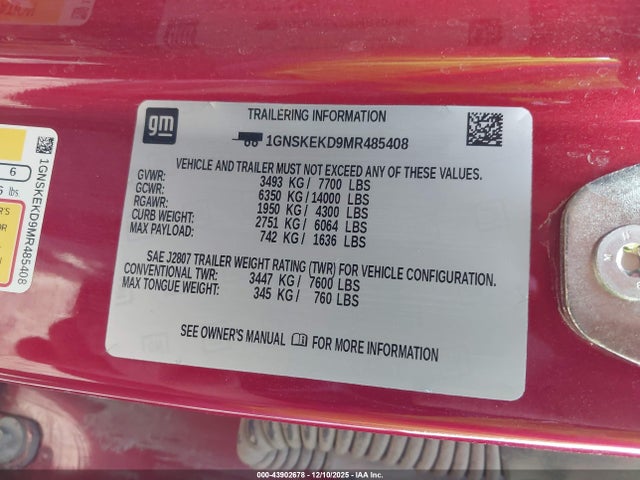 gm
TRAILERING INFORMATION
1GNSKEKD9MR485408
VEHICLE AND TRAILER MUST NOT EXCEED ANY OF THESE VALUES.
GVWR: 3493 KG / 7700 LBS
GCWR: 6350 KG / 14000 LBS
RGAWR: 1950 KG / 4300 LBS
CURB WEIGHT: 2751 KG / 6064 LBS
MAX PAYLOAD: 742 KG / 1636 LBS
SAE J2807 TRAILER WEIGHT RATING (TWR) FOR VEHICLE CONFIGURATION.
CONVENTIONAL TWR: 3447 KG / 7600 LBS
MAX TONGUE WEIGHT: 345 KG / 760 LBS
SEE OWNER'S MANUAL FOR MORE INFORMATION
6
lbs
1GNSKEKD9MR485408
000-43902678 - 12/10/2025 - IAA Inc.